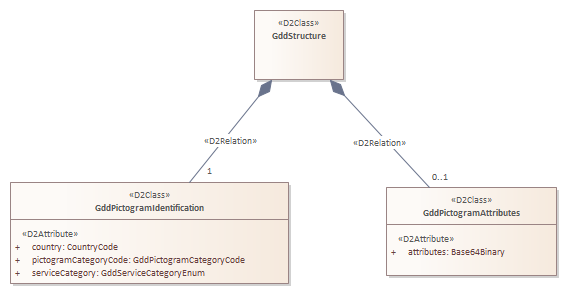 «D2Class»
GddStructure
«D2Relation»
«D2Relation»
1
0..1
«D2Class»
GddPictogramIdentification
«D2Attribute»
+ country: CountryCode
+ pictogramCategoryCode: GddPictogramCategoryCode
+ serviceCategory: GddServiceCategoryEnum
«D2Class»
GddPictogramAttributes
«D2Attribute»
+ attributes: Base64Binary